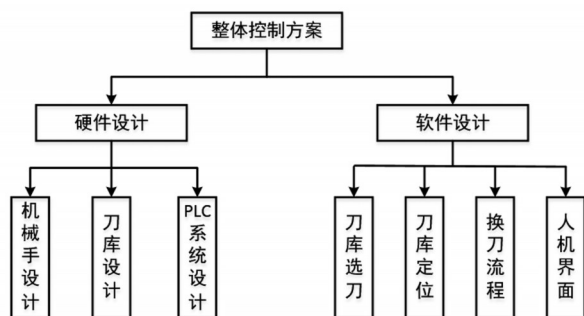 整体控制方案
硬件设计
软件设计
机械手设计
刀库设计
PLC系统设计
刀库选刀
刀库定位
换刀流程
人机界面